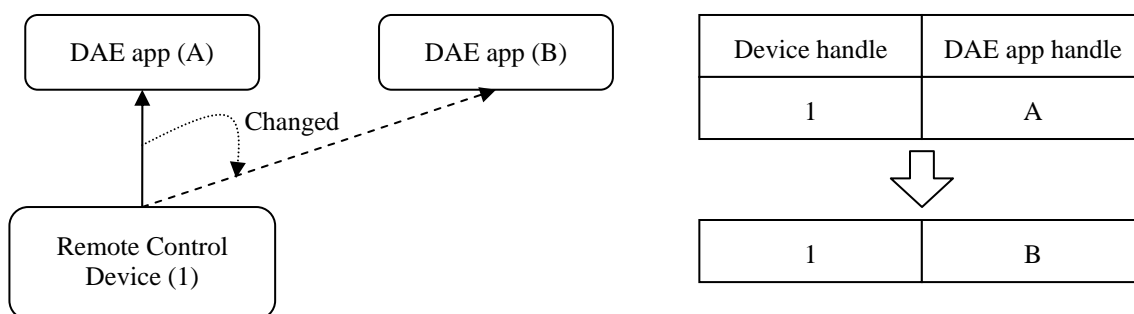 DAE app (A)
DAE app (B)
Changed
Remote Control
Device (1)
Device handle DAE app handle
1 A
1 B